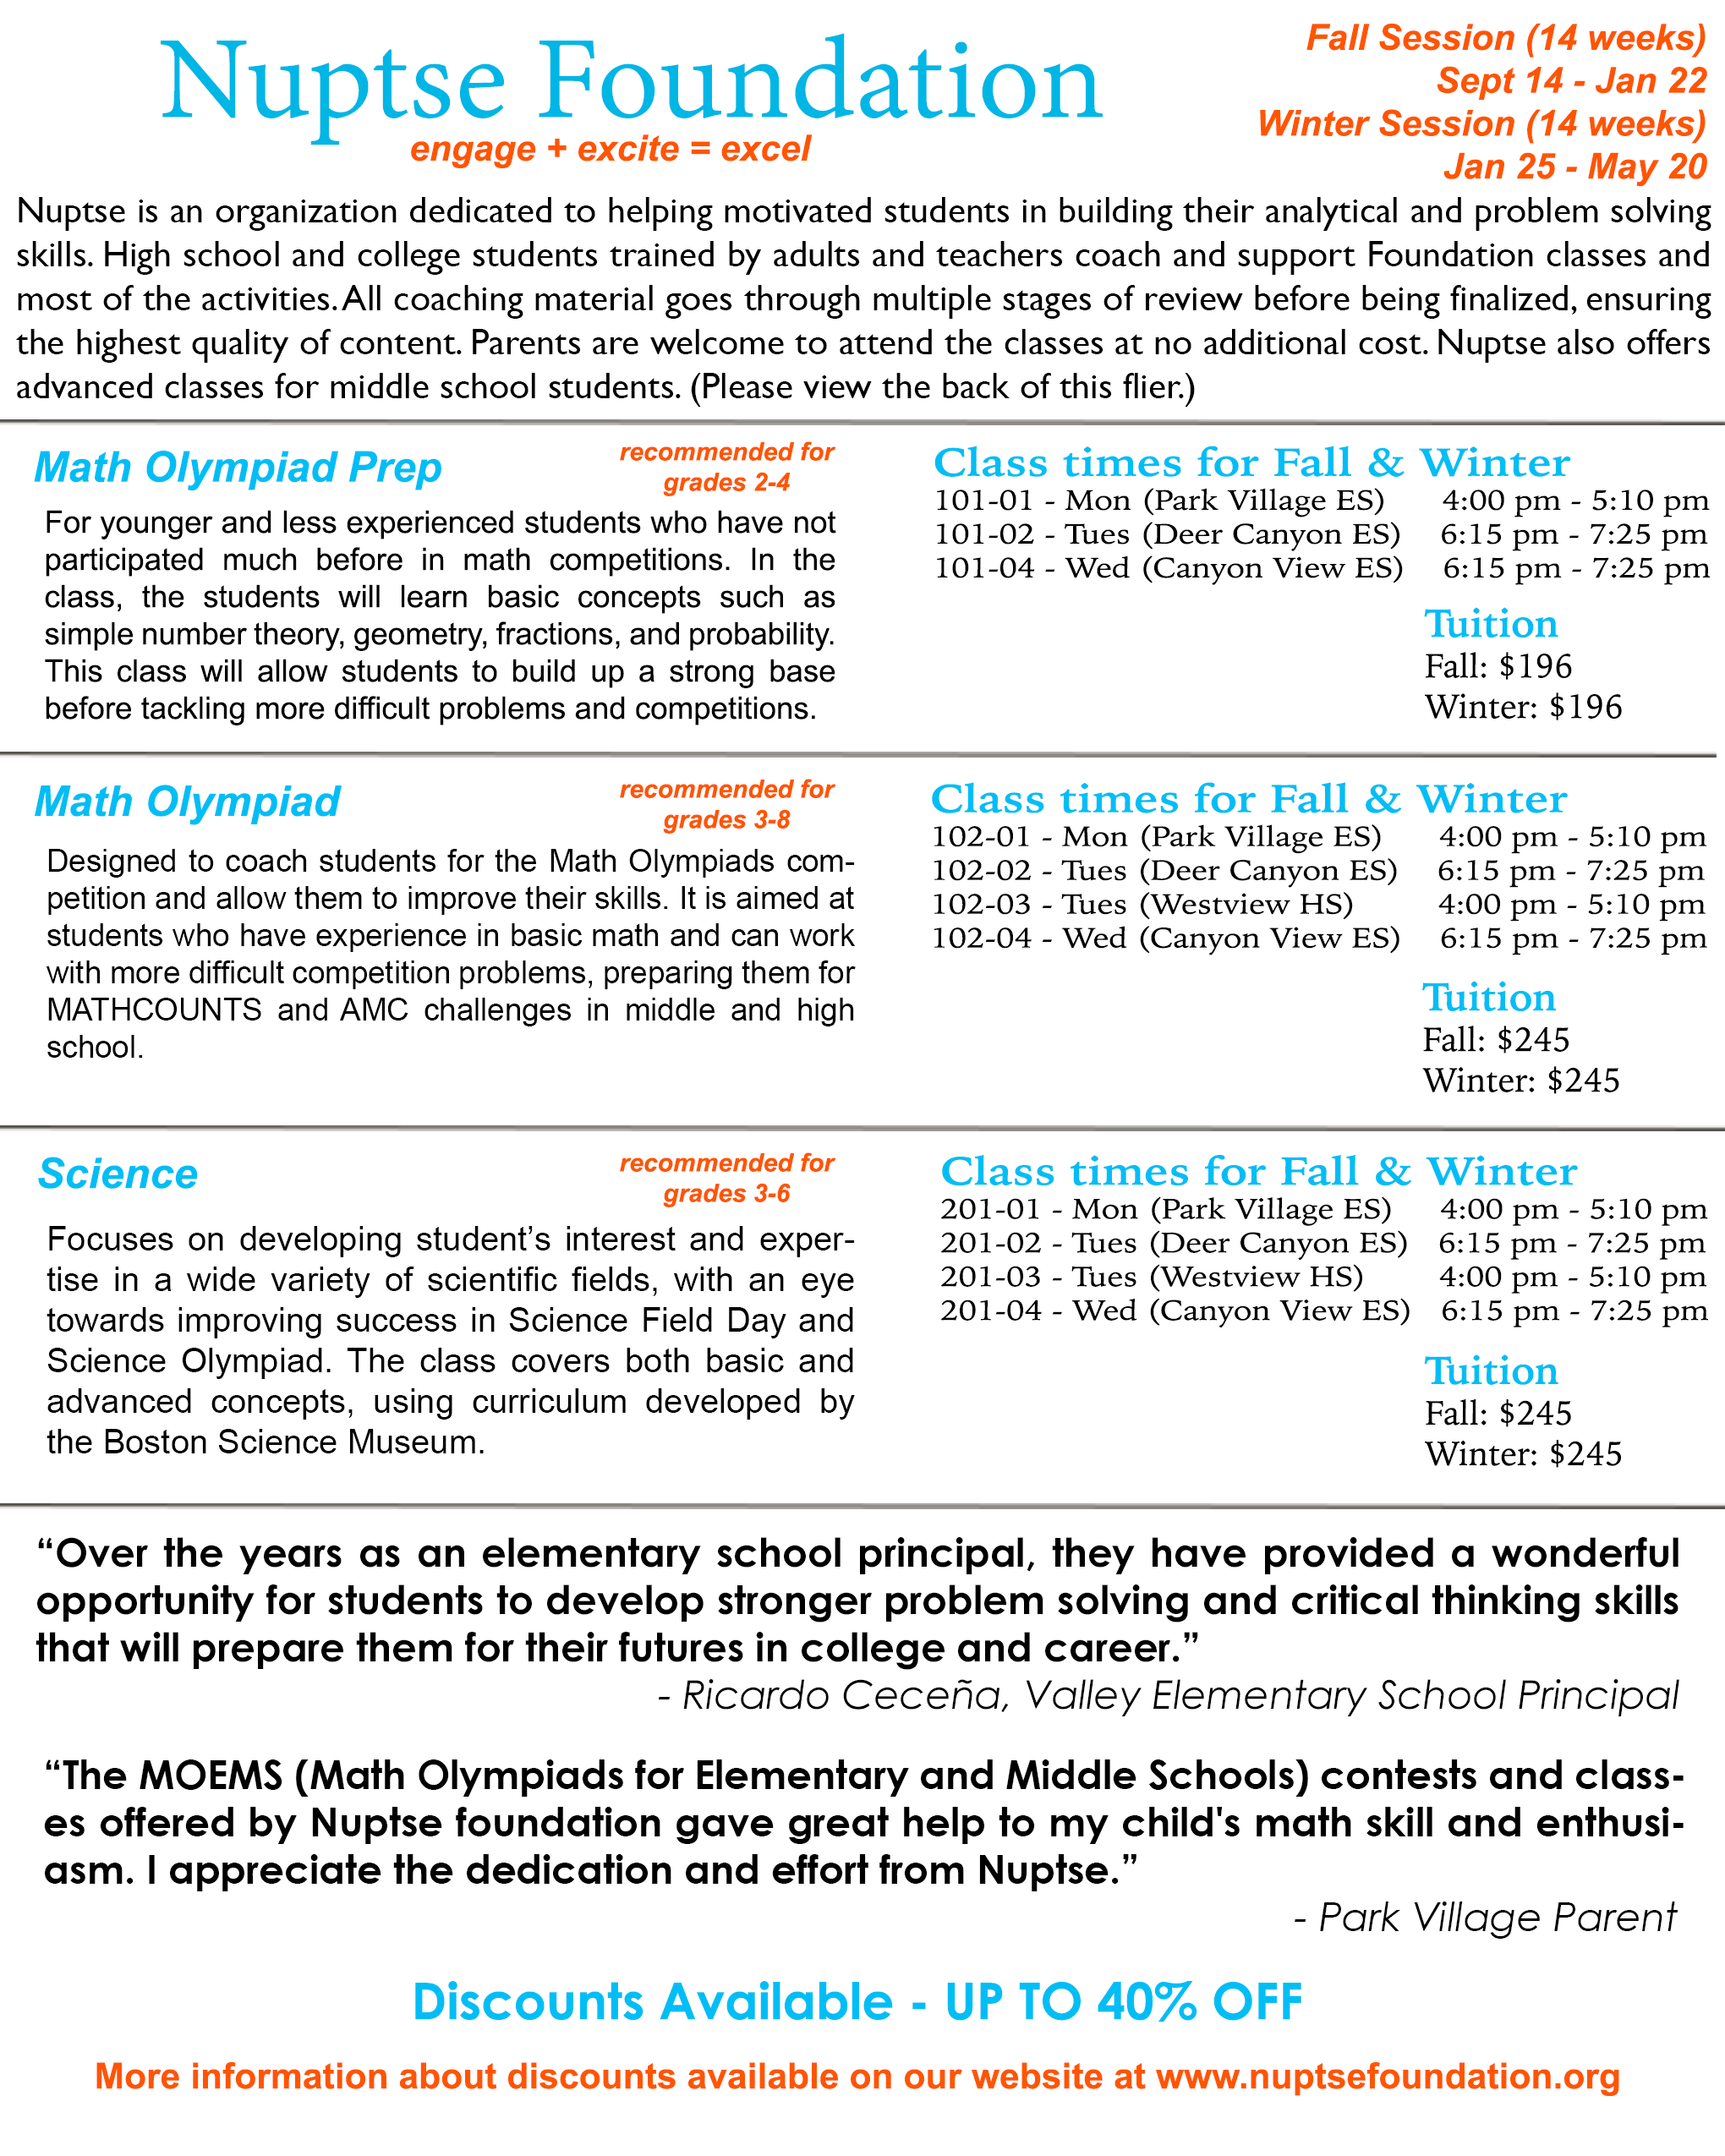 Nuptse Foundation
engage + excite = excel
Fall Session (14 weeks)
Sept 14 - Jan 22
Winter Session (14 weeks)
Jan 25 - May 20
Nuptse is an organization dedicated to helping motivated students in building their analytical and problem solving
skills. High school and college students trained by adults and teachers coach and support Foundation classes and
most of the activities. All coaching material goes through multiple stages of review before being finalized, ensuring
the highest quality of content. Parents are welcome to attend the classes at no additional cost. Nuptse also offers
advanced classes for middle school students. (Please view the back of this flier.)
Math Olympiad Prep
recommended for
grades 2-4
For younger and less experienced students who have not
participated much before in math competitions. In the
class, the students will learn basic concepts such as
simple number theory, geometry, fractions, and probability.
This class will allow students to build up a strong base
before tackling more difficult problems and competitions.
Class times for Fall & Winter
101-01 - Mon (Park Village ES) 4:00 pm - 5:10 pm
101-02 - Tues (Deer Canyon ES) 6:15 pm - 7:25 pm
101-04 - Wed (Canyon View ES) 6:15 pm - 7:25 pm
Tuition
Fall: $196
Winter: $196
Math Olympiad
recommended for
grades 3-8
Designed to coach students for the Math Olympiads com-
petition and allow them to improve their skills. It is aimed at
students who have experience in basic math and can work
with more difficult competition problems, preparing them for
MATHCOUNTS and AMC challenges in middle and high
school.
Class times for Fall & Winter
102-01 - Mon (Park Village ES) 4:00 pm - 5:10 pm
102-02 - Tues (Deer Canyon ES) 6:15 pm - 7:25 pm
102-03 - Tues (Westview HS) 4:00 pm - 5:10 pm
102-04 - Wed (Canyon View ES) 6:15 pm - 7:25 pm
Tuition
Fall: $245
Winter: $245
Science
recommended for
grades 3-6
Focuses on developing student’s interest and exper-
tise in a wide variety of scientific fields, with an eye
towards improving success in Science Field Day and
Science Olympiad. The class covers both basic and
advanced concepts, using curriculum developed by
the Boston Science Museum.
Class times for Fall & Winter
201-01 - Mon (Park Village ES) 4:00 pm - 5:10 pm
201-02 - Tues (Deer Canyon ES) 6:15 pm - 7:25 pm
201-03 - Tues (Westview HS) 4:00 pm - 5:10 pm
201-04 - Wed (Canyon View ES) 6:15 pm - 7:25 pm
Tuition
Fall: $245
Winter: $245
“Over the years as an elementary school principal, they have provided a wonderful
opportunity for students to develop stronger problem solving and critical thinking skills
that will prepare them for their futures in college and career.”
- Ricardo Ceceña, Valley Elementary School Principal
“The MOEMS (Math Olympiads for Elementary and Middle Schools) contests and class-
es offered by Nuptse foundation gave great help to my child's math skill and enthusi-
asm. I appreciate the dedication and effort from Nuptse.”
- Park Village Parent
Discounts Available - UP TO 40% OFF
More information about discounts available on our website at www.nuptsefoundation.org